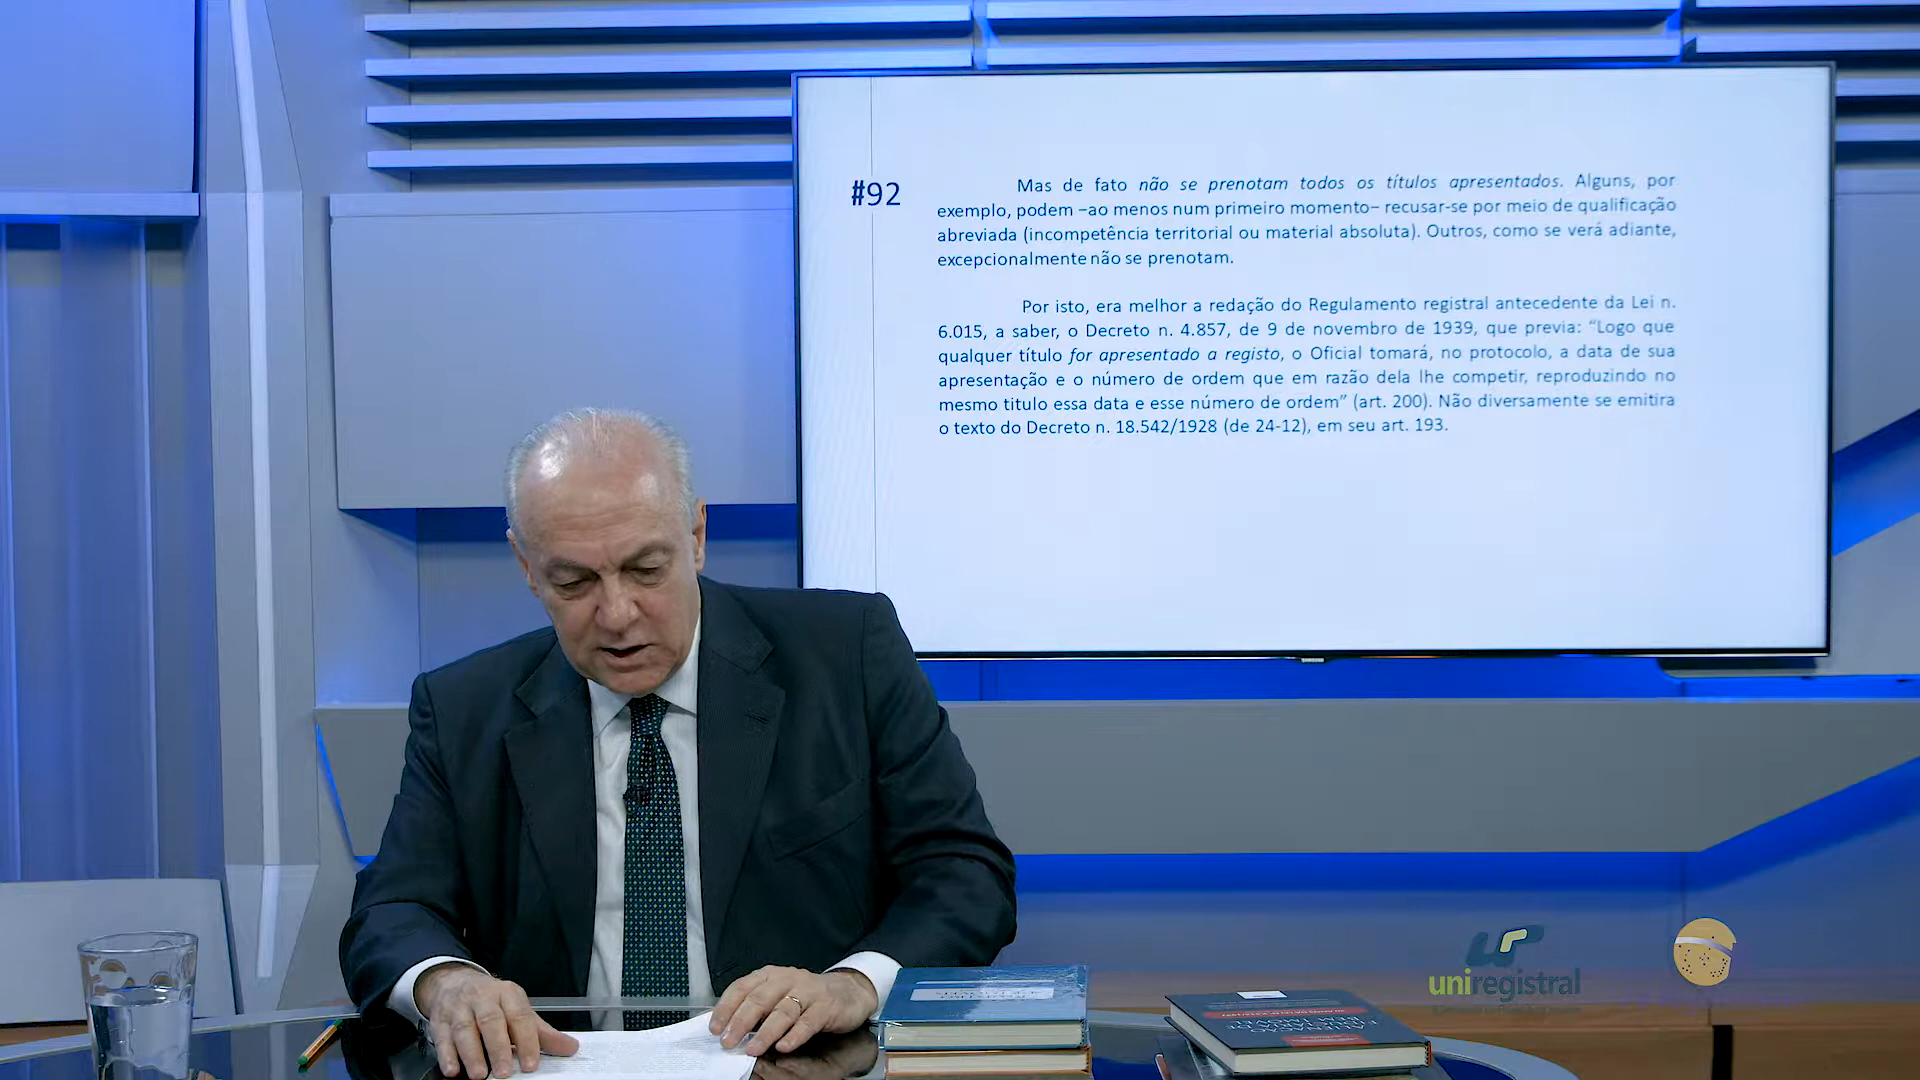 #92
Mas de fato não se prenotam todos os títulos apresentados. Alguns, por
exemplo, podem –ao menos num primeiro momento– recusar-se por meio de qualificação
abreviada (incompetência territorial ou material absoluta). Outros, como se verá adiante,
excepcionalmente não se prenotam.
Por isto, era melhor a redação do Regulamento registral antecedente da Lei n.
6.015, a saber, o Decreto n. 4.857, de 9 de novembro de 1939, que previa: “Logo que
qualquer título for apresentado a registo, o Oficial tomará, no protocolo, a data de sua
apresentação e o número de ordem que em razão dela lhe competir, reproduzindo no
mesmo titulo essa data e esse número de ordem” (art. 200). Não diversamente se emitira
o texto do Decreto n. 18.542/1928 (de 24-12), em seu art. 193.
SAMSUNG
uniregistral